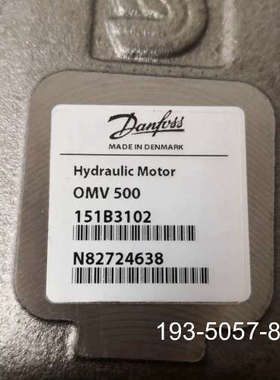 Danfoss
MADE IN DENMARK
Hydraulic Motor
OMV 500
151B3102
N82724638
193-5057-8